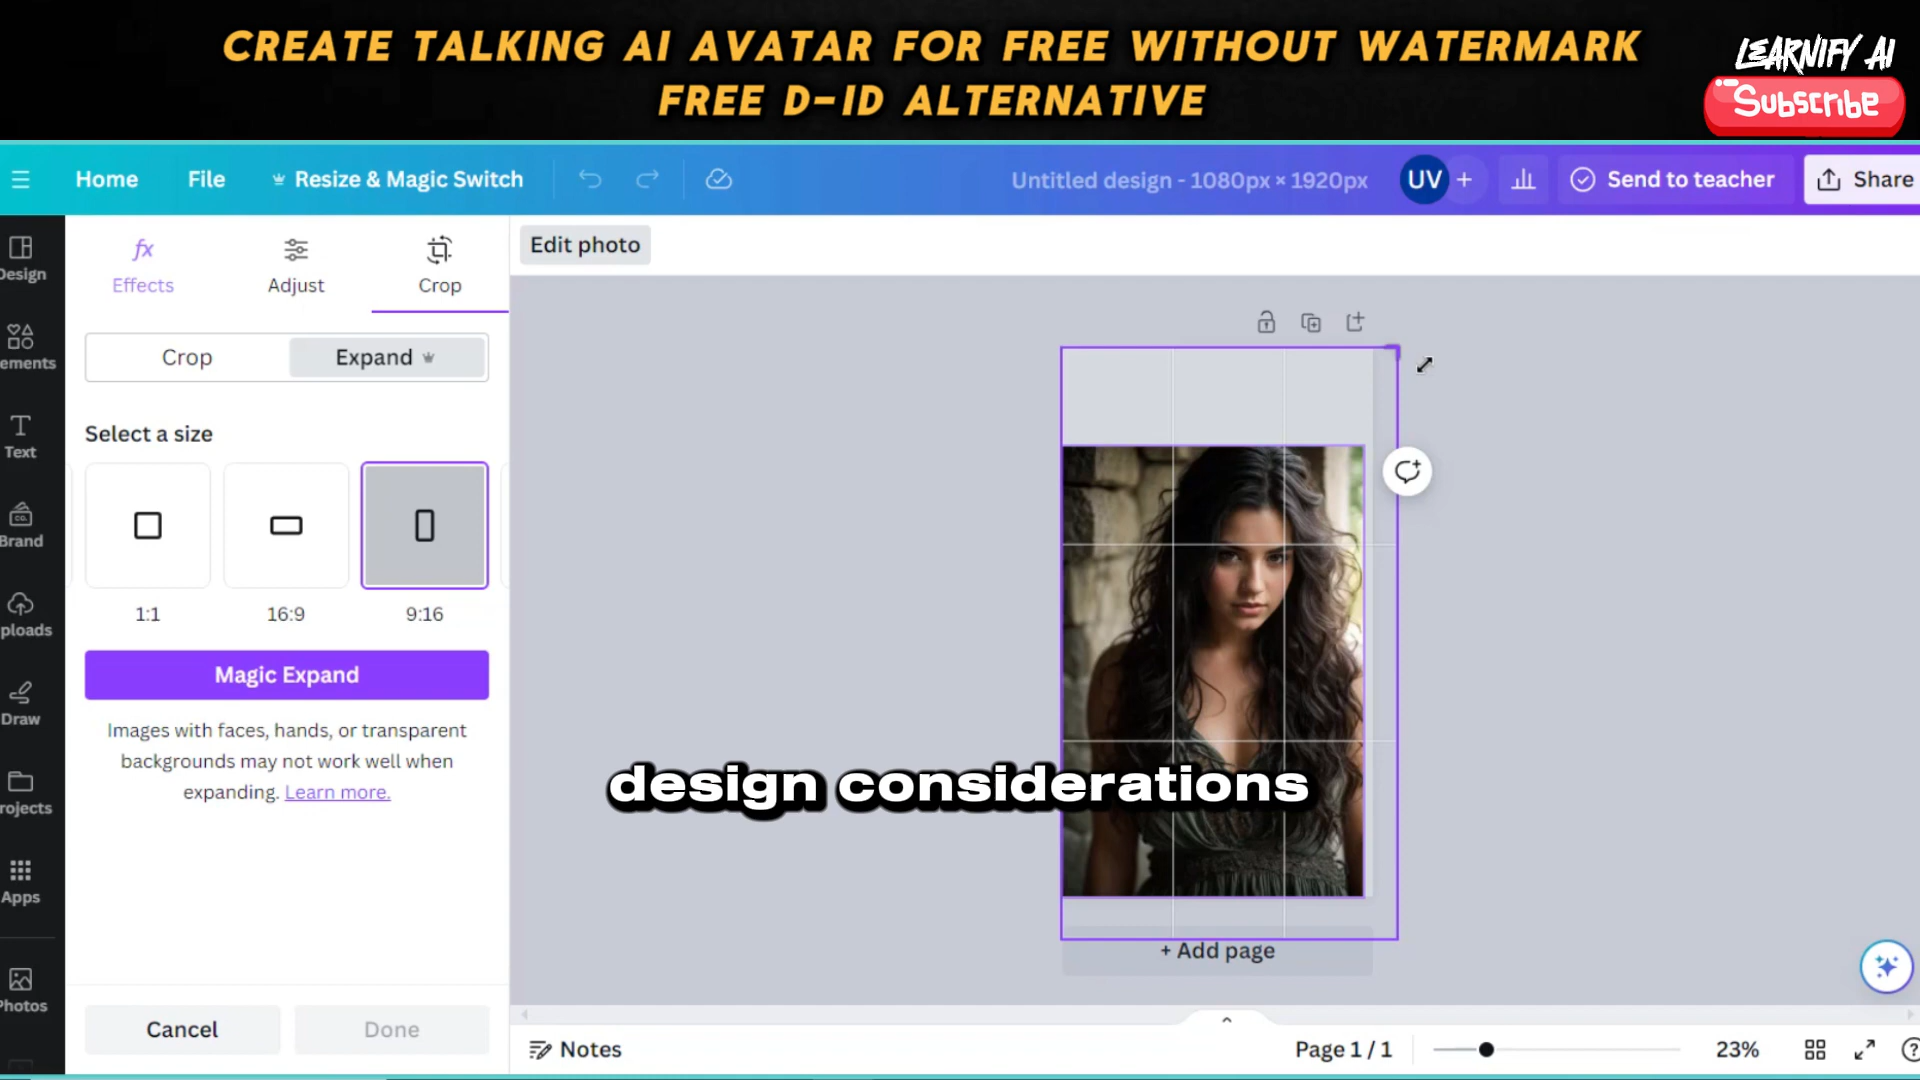 CREATE TALKING AI AVATAR FOR FREE WITHOUT WATERMARK
FREE D-ID ALTERNATIVE
LEARNIFY AI
Subscribe
Home
File
Resize & Magic Switch
Untitled design - 1080px × 1920px
UV
+
Send to teacher
Share
Design
ements
Text
Brand
ploads
Draw
rojects
Apps
Photos
fx
Effects
Adjust
Crop
Crop
Expand
Select a size
1:1
16:9
9:16
Magic Expand
Images with faces, hands, or transparent
backgrounds may not work well when
expanding. Learn more.
Cancel
Done
Edit photo
design considerations
+ Add page
Notes
Page 1 / 1
23%